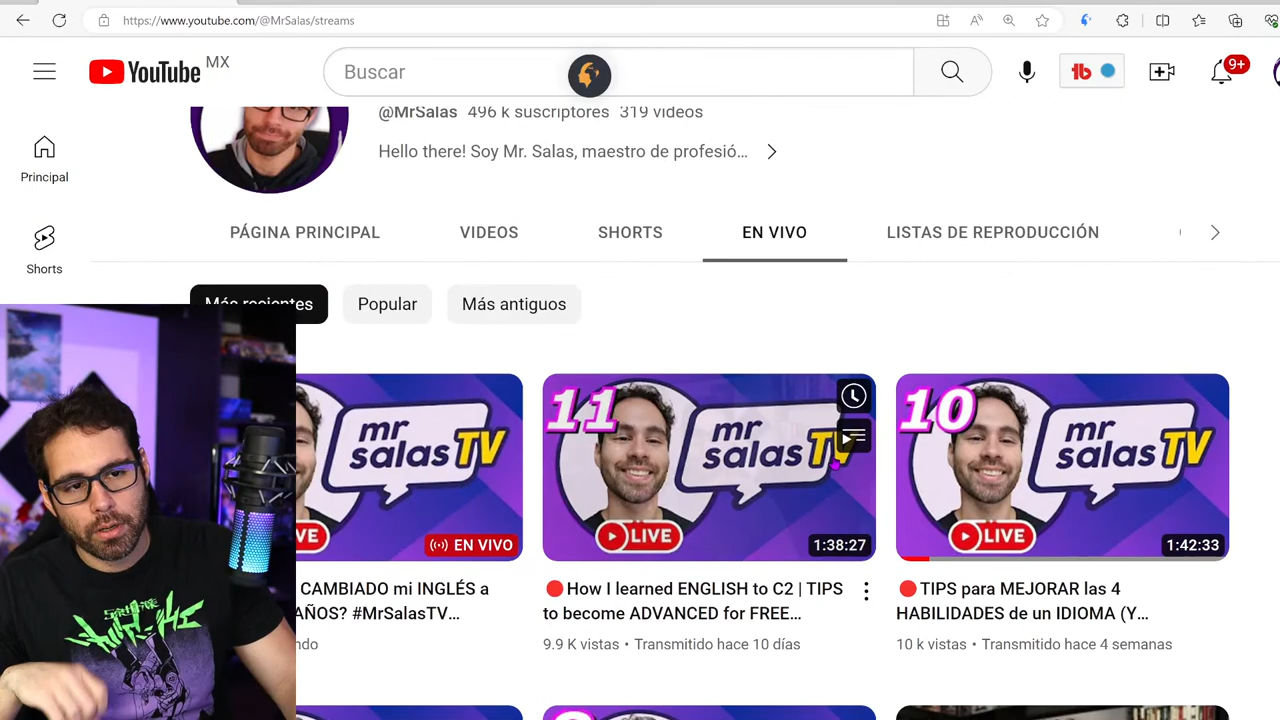 https://www.youtube.com/@MrSalas/streams
YouTube MX
Buscar
9+
@MrSalas 496 k suscriptores 319 videos
Hello there! Soy Mr. Salas, maestro de profesió...
Principal
Shorts
PÁGINA PRINCIPAL VIDEOS SHORTS EN VIVO LISTAS DE REPRODUCCIÓN
Más recientes Popular Más antiguos
mr
salas TV
EN VIVO
CAMBIADO mi INGLÉS a
AÑOS? #MrSalasTV...
11
mr
salas TV
LIVE
1:38:27
How I learned ENGLISH to C2 | TIPS
to become ADVANCED for FREE...
9.9 K vistas • Transmitido hace 10 días
10
mr
salas TV
LIVE
1:42:33
TIPS para MEJORAR las 4
HABILIDADES de un IDIOMA (Y...
10 k vistas • Transmitido hace 4 semanas